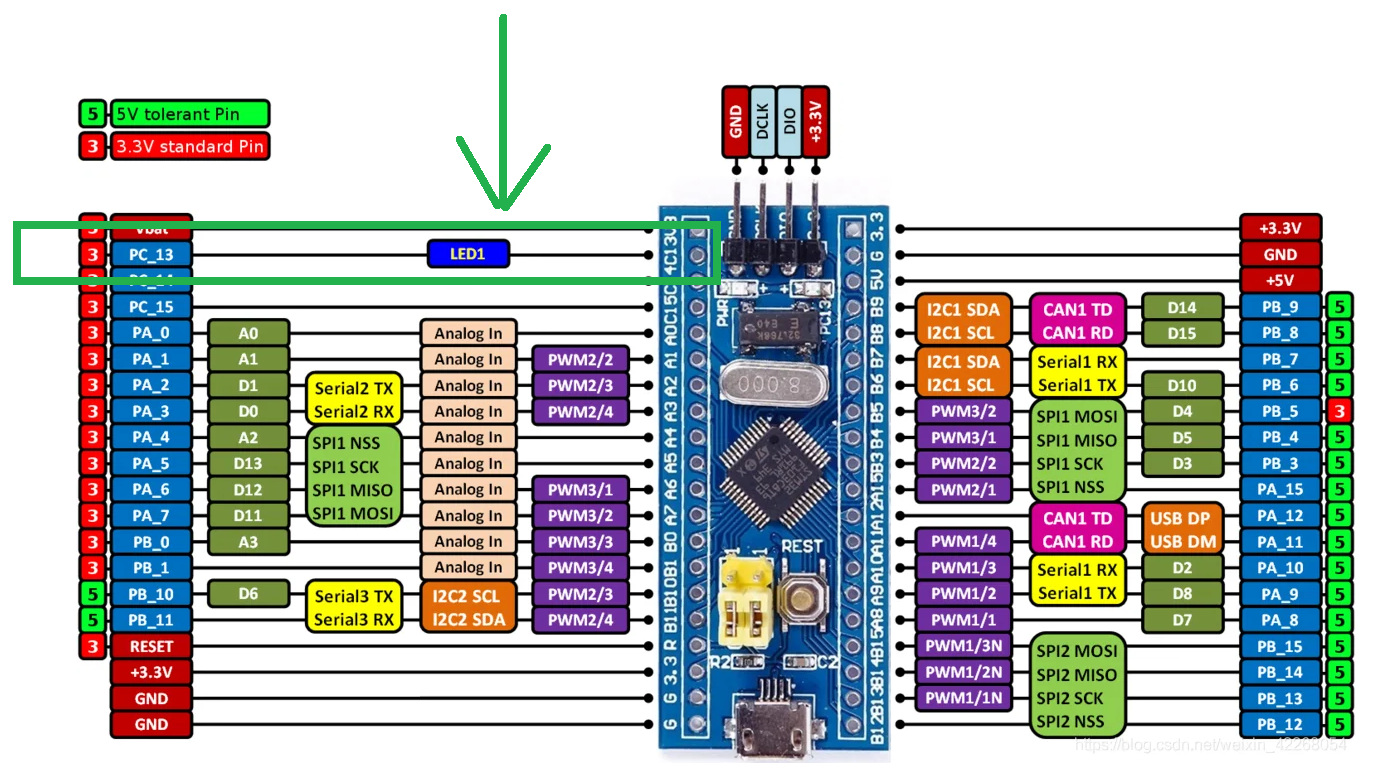 GND DCLK DIO +3.3V
5 5V tolerant Pin
3 3.3V standard Pin
3 Vbat
3 PC_13 LED1
3 PC_14
3 PC_15
3 PA_0 A0 Analog In
3 PA_1 A1 Analog In PWM2/2
3 PA_2 D1 Serial2 TX Analog In PWM2/3
3 PA_3 D0 Serial2 RX Analog In PWM2/4
3 PA_4 A2 SPI1 NSS Analog In
3 PA_5 D13 SPI1 SCK Analog In
3 PA_6 D12 SPI1 MISO Analog In PWM3/1
3 PA_7 D11 SPI1 MOSI Analog In PWM3/2
3 PB_0 A3 Analog In PWM3/3
3 PB_1 Analog In PWM3/4
5 PB_10 D6 Serial3 TX I2C2 SCL PWM2/3
5 PB_11 Serial3 RX I2C2 SDA PWM2/4
3 RESET
+3.3V
GND
GND
C13
C15
A0
A1
A2
A3
A4
A5
A6
A7
B0
B1
B10
B11
R
3.3
G
G
PWR
PC13
8.000
REST
1 1
R2
C2
3.3
G
5V
B9
B8
B7
B6
B5
B4
B3
A15
A12
A11
A10
A9
A8
B15
B14
B13
B12
+3.3V
GND
+5V
I2C1 SDA CAN1 TD D14 PB_9 5
I2C1 SCL CAN1 RD D15 PB_8 5
I2C1 SDA Serial1 RX PB_7 5
I2C1 SCL Serial1 TX D10 PB_6 5
PWM3/2 SPI1 MOSI D4 PB_5 3
PWM3/1 SPI1 MISO D5 PB_4 5
PWM2/2 SPI1 SCK D3 PB_3 5
PWM2/1 SPI1 NSS PA_15 5
CAN1 TD USB DP PA_12 5
PWM1/4 CAN1 RD USB DM PA_11 5
PWM1/3 Serial1 RX D2 PA_10 5
PWM1/2 Serial1 TX D8 PA_9 5
PWM1/1 D7 PA_8 5
PWM1/3N SPI2 MOSI PB_15 5
PWM1/2N SPI2 MISO PB_14 5
PWM1/1N SPI2 SCK PB_13 5
SPI2 NSS PB_12 5
https://blog.csdn.net/weixin_42268054